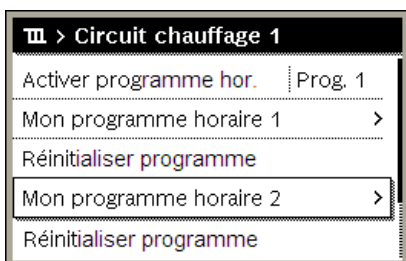 > Circuit chauffage 1
Activer programme hor. Prog. 1
Mon programme horaire 1 >
Réinitialiser programme
Mon programme horaire 2 >
Réinitialiser programme